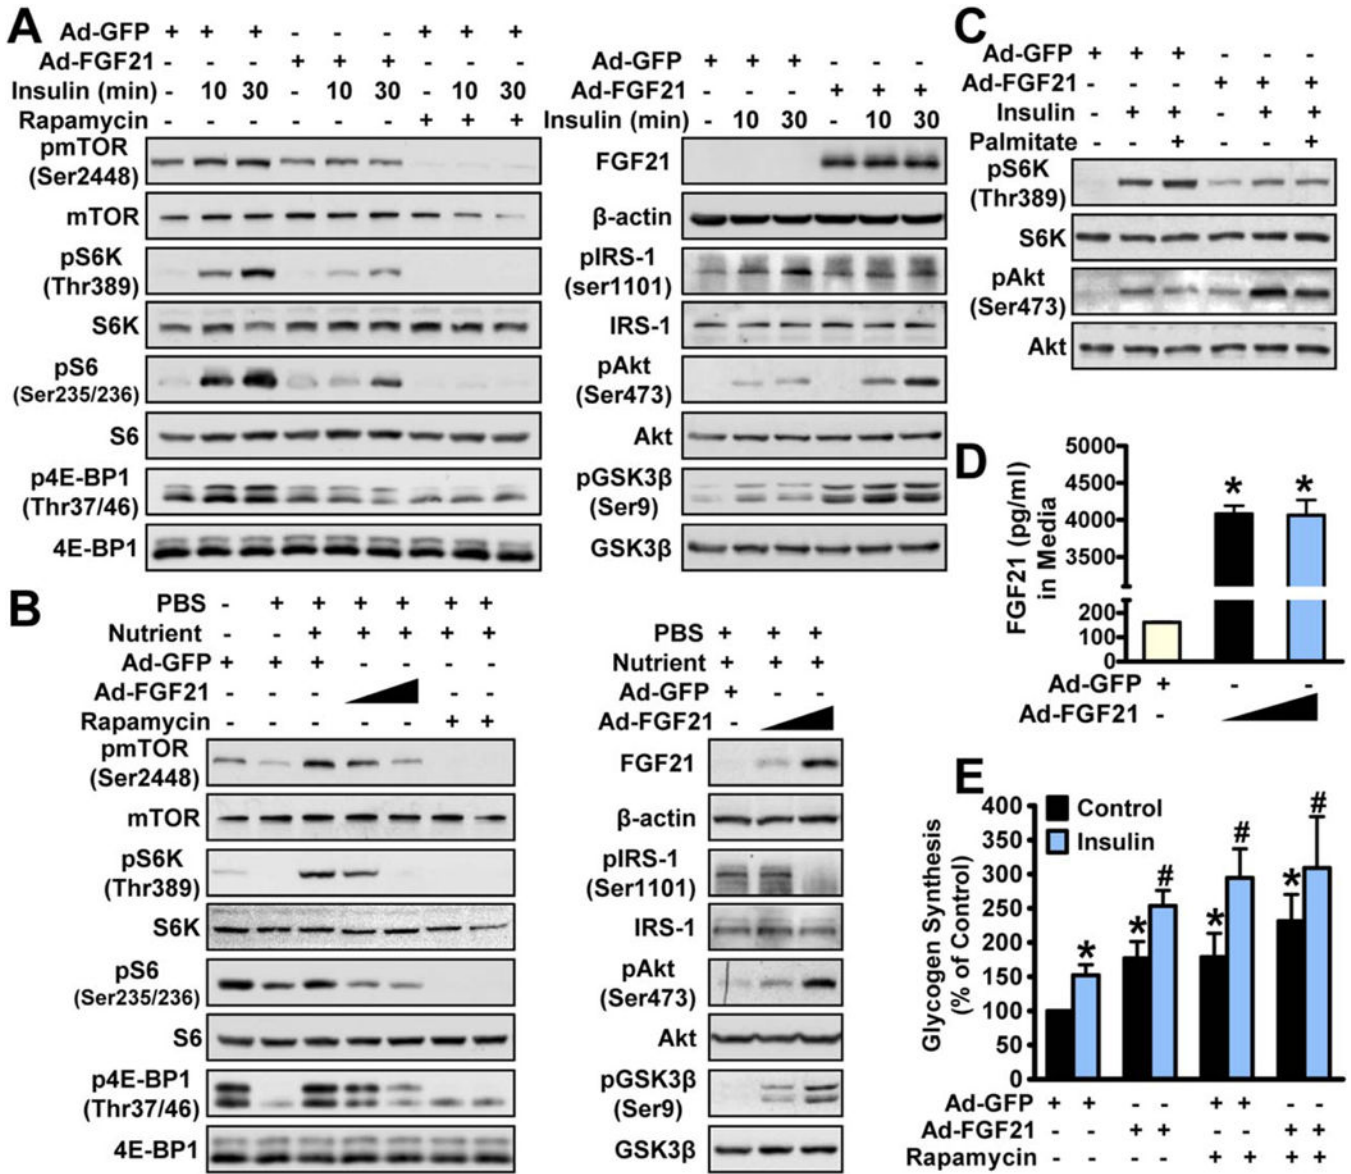 A
Ad-GFP + + + - - - + + +
Ad-FGF21 - - - + + + - - -
Insulin (min) - 10 30 - 10 30 - 10 30
Rapamycin - - - - - - + + +
pmTOR
(Ser2448)
mTOR
pS6K
(Thr389)
S6K
pS6
(Ser235/236)
S6
p4E-BP1
(Thr37/46)
4E-BP1
Ad-GFP + + + - - -
Ad-FGF21 - - - + + +
Insulin (min) - 10 30 - 10 30
FGF21
β-actin
pIRS-1
(ser1101)
IRS-1
pAkt
(Ser473)
Akt
pGSK3β
(Ser9)
GSK3β
B
PBS - + + + + + +
Nutrient - - + + + + +
Ad-GFP + + + - - - -
Ad-FGF21 - - - - -
Rapamycin - - - - - + +
pmTOR
(Ser2448)
mTOR
pS6K
(Thr389)
S6K
pS6
(Ser235/236)
S6
p4E-BP1
(Thr37/46)
4E-BP1
PBS + + +
Nutrient + + +
Ad-GFP + - -
Ad-FGF21 -
FGF21
β-actin
pIRS-1
(Ser1101)
IRS-1
pAkt
(Ser473)
Akt
pGSK3β
(Ser9)
GSK3β
C
Ad-GFP + + + - - -
Ad-FGF21 - - - + + +
Insulin - + + - + +
Palmitate - - + - - +
pS6K
(Thr389)
S6K
pAkt
(Ser473)
Akt
D
FGF21 (pg/ml)
in Media
5000
4500
4000
3500
200
100
0
* *
Ad-GFP + - -
Ad-FGF21 -
E
Glycogen Synthesis
(% of Control)
400
350
300
250
200
150
100
50
0
Control
Insulin
* * # * # * #
Ad-GFP + + - - + + - -
Ad-FGF21 - - + + - - + +
Rapamycin - - - - + + + +